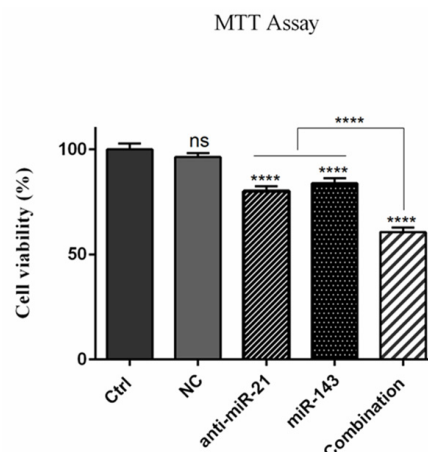 MTT Assay
****
ns
100
**** ****
****
Cell viability (%)
50
0
Ctrl
NC
anti-miR-21
miR-143
Combination